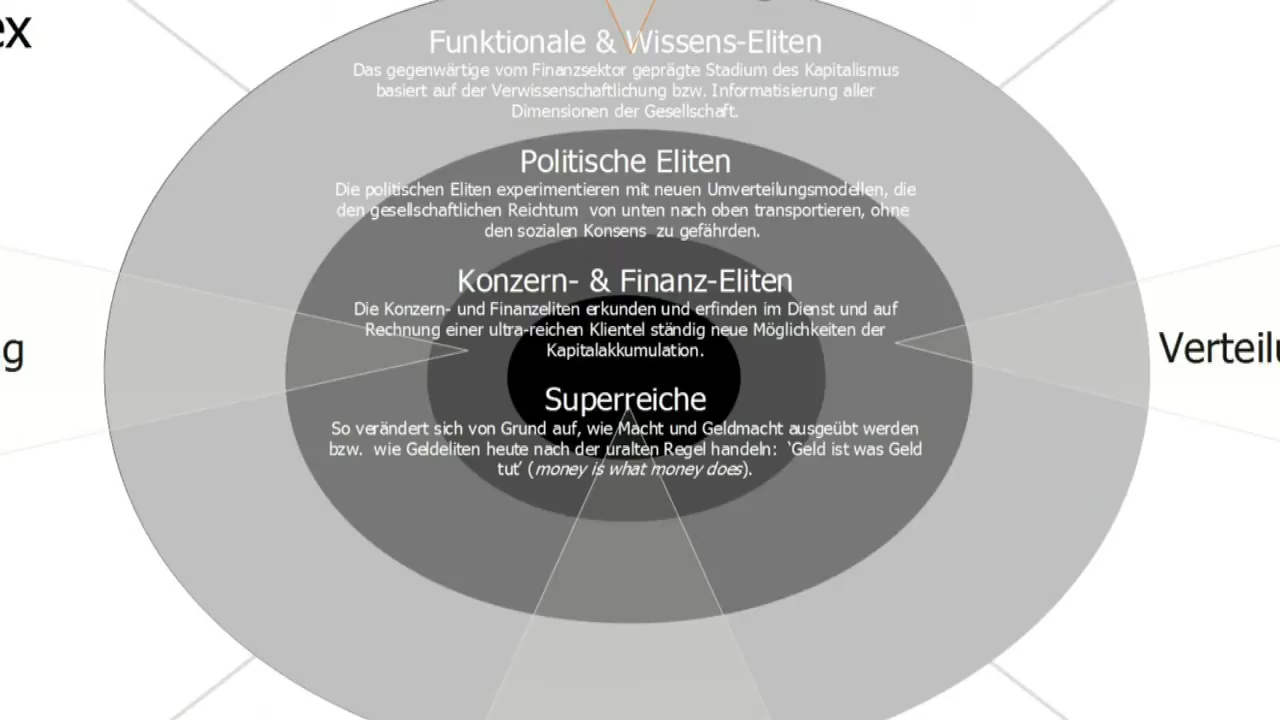 ex
Funktionale & Wissens-Eliten
Das gegenwärtige vom Finanzsektor geprägte Stadium des Kapitalismus
basiert auf der Verwissenschaftlichung bzw. Informatisierung aller
Dimensionen der Gesellschaft.
Politische Eliten
Die politischen Eliten experimentieren mit neuen Umverteilungsmodellen, die
den gesellschaftlichen Reichtum von unten nach oben transportieren, ohne
den sozialen Konsens zu gefährden.
Konzern- & Finanz-Eliten
Die Konzern- und Finanzeliten erkunden und erfinden im Dienst und auf
Rechnung einer ultra-reichen Klientel ständig neue Möglichkeiten der
Kapitalakkumulation.
g
Verteilu
Superreiche
So verändert sich von Grund auf, wie Macht und Geldmacht ausgeübt werden
bzw. wie Geldeliten heute nach der uralten Regel handeln: ‘Geld ist was Geld
tut’ (money is what money does).